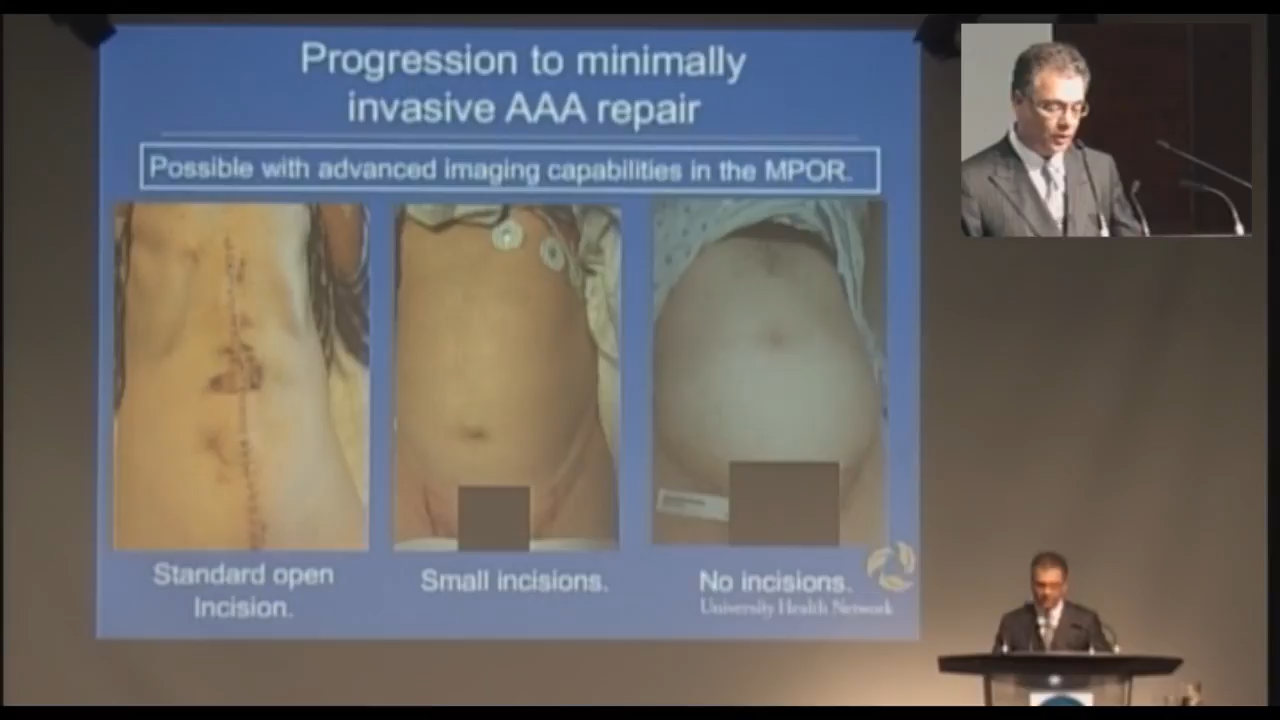 Progression to minimally
invasive AAA repair
Possible with advanced imaging capabilities in the MPOR.
Standard open
Incision.
Small incisions.
No incisions.
University Health Network